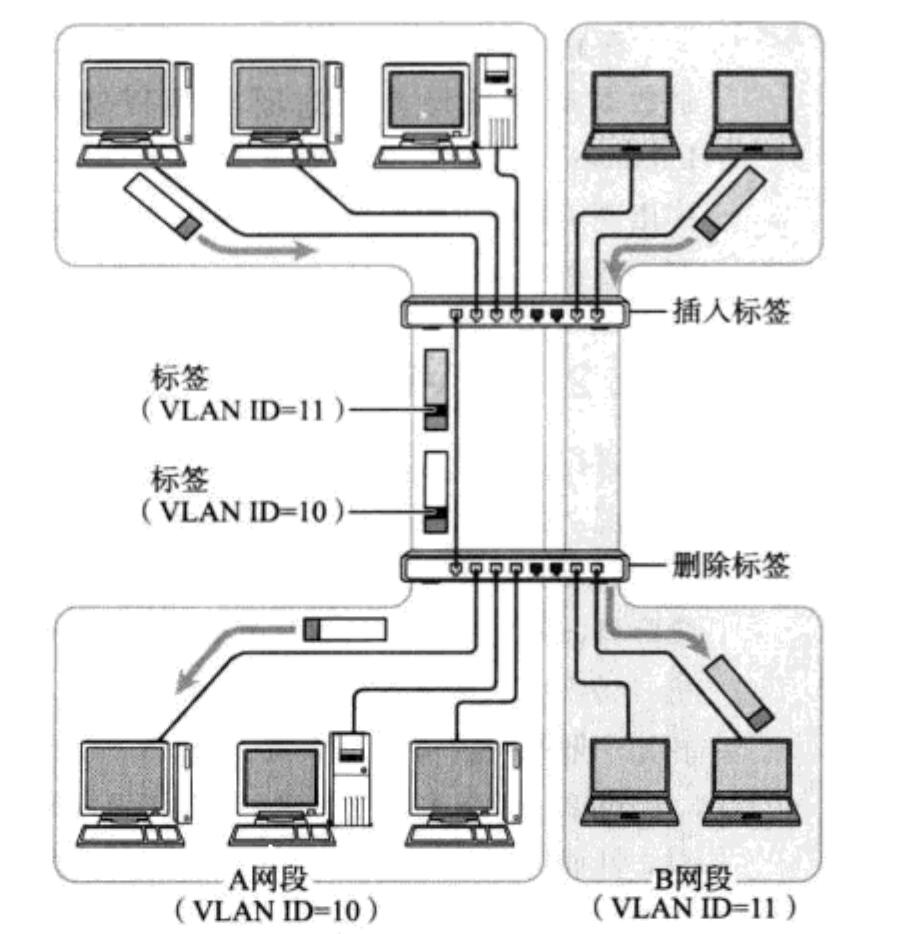 插入标签
标签
（VLAN ID=11）
标签
（VLAN ID=10）
删除标签
A网段
（VLAN ID=10）
B网段
（VLAN ID=11）